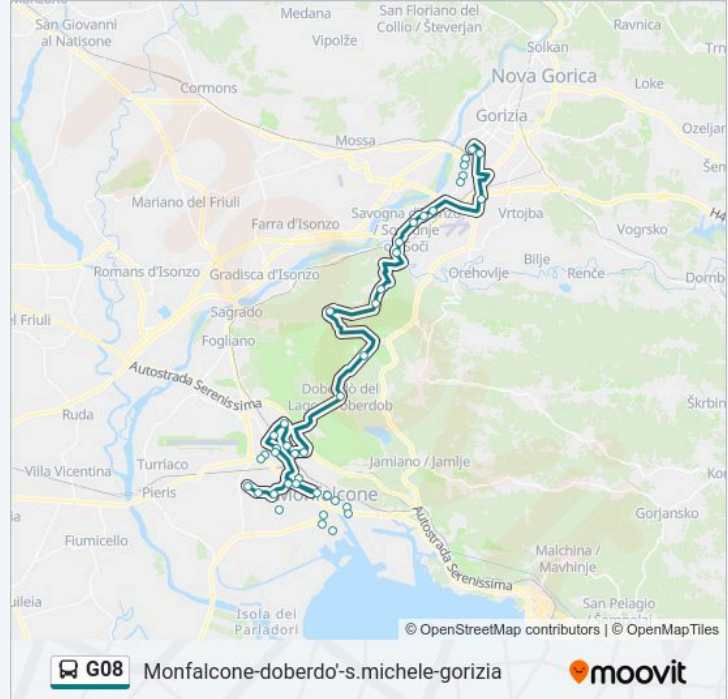 San Giovanni
al Natisone
Medana
San Floriano del
Collio / Števerjan
Ravnica
Vipolže
Solkan
Trn
Nova Gorica
Loke
Cormons
Gorizia
Ozeljan
Mossa
Šem
Mariano del Friuli
Savogna d'Isonzo
/ Sovodnje
ob Soči
Vrtojba
H4
Farra d'Isonzo
Vogrsko
Romans d'Isonzo
Gradisca d'Isonzo
Orehovlje
Bilje
Renče
Dornb
Sagrado
el Friuli
Fogliano
Autostrada Serenissima
Doberdò del
Lago / Doberdob
Škrbin
Ruda
Villa Vicentina
Turriaco
Jamiano / Jamlje
Pieris
Monfalcone
Gorjansko
Fiumicello
Autostrada Serenissima
Malchina /
Mavhinje
uileia
Isola del
Parladori
San Pelagio
© OpenStreetMap contributors | © OpenMapTiles
G08
Monfalcone-doberdo'-s.michele-gorizia
moovit